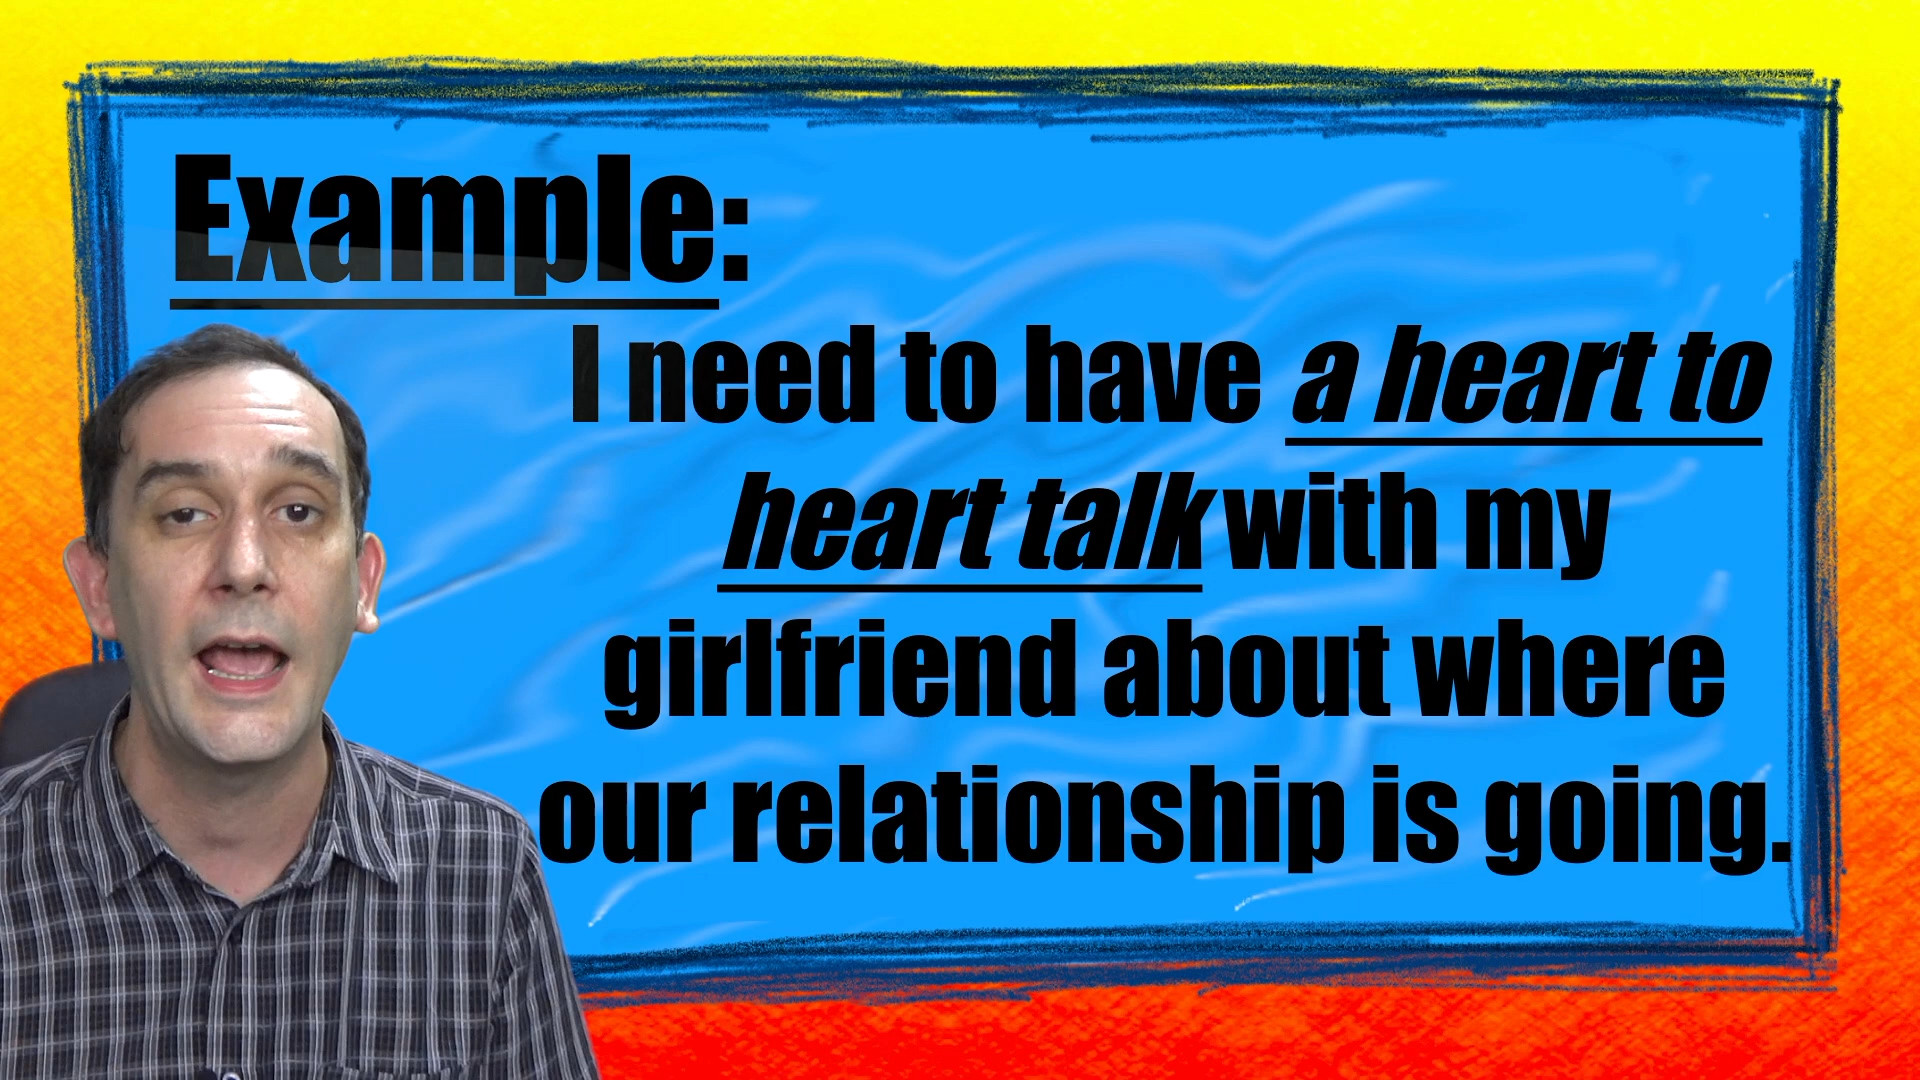 Example:
I need to have a heart to
heart talk with my
girlfriend about where
our relationship is going.